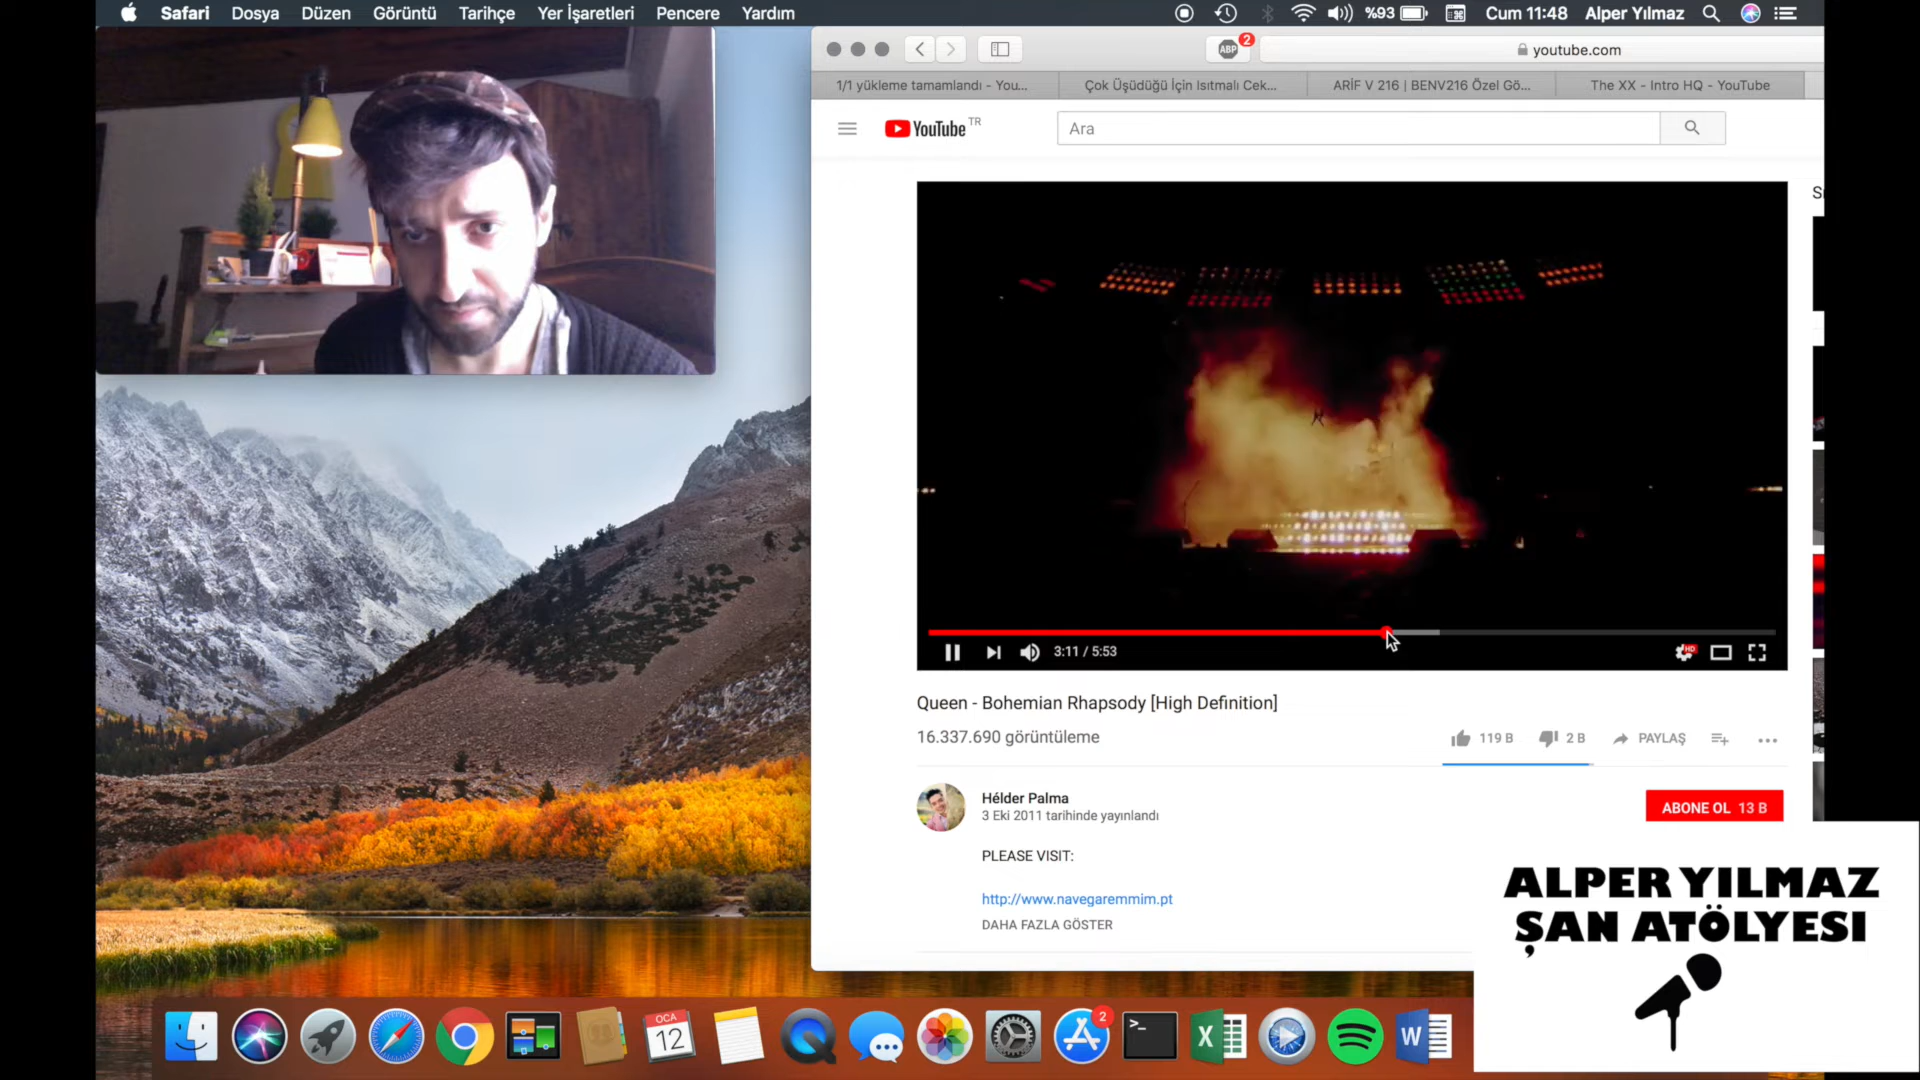 Safari Dosya Düzen Görüntü Tarihçe Yer İşaretleri Pencere Yardım %93 Cum 11:48 Alper Yılmaz
ABP 2 youtube.com
1/1 yükleme tamamlandı - You... Çok Üşüdüğü İçin Isıtmalı Cek... ARİF V 216 | BENV216 Özel Gö... The XX - Intro HQ - YouTube
YouTube TR Ara
3:11 / 5:53 HD
Queen - Bohemian Rhapsody [High Definition]
16.337.690 görüntüleme 119 B 2 B PAYLAŞ
Hélder Palma
3 Eki 2011 tarihinde yayınlandı
ABONE OL 13 B
PLEASE VISIT:
http://www.navegaremmim.pt
DAHA FAZLA GÖSTER
ALPER YILMAZ
ŞAN ATÖLYESI
OCA
12
2